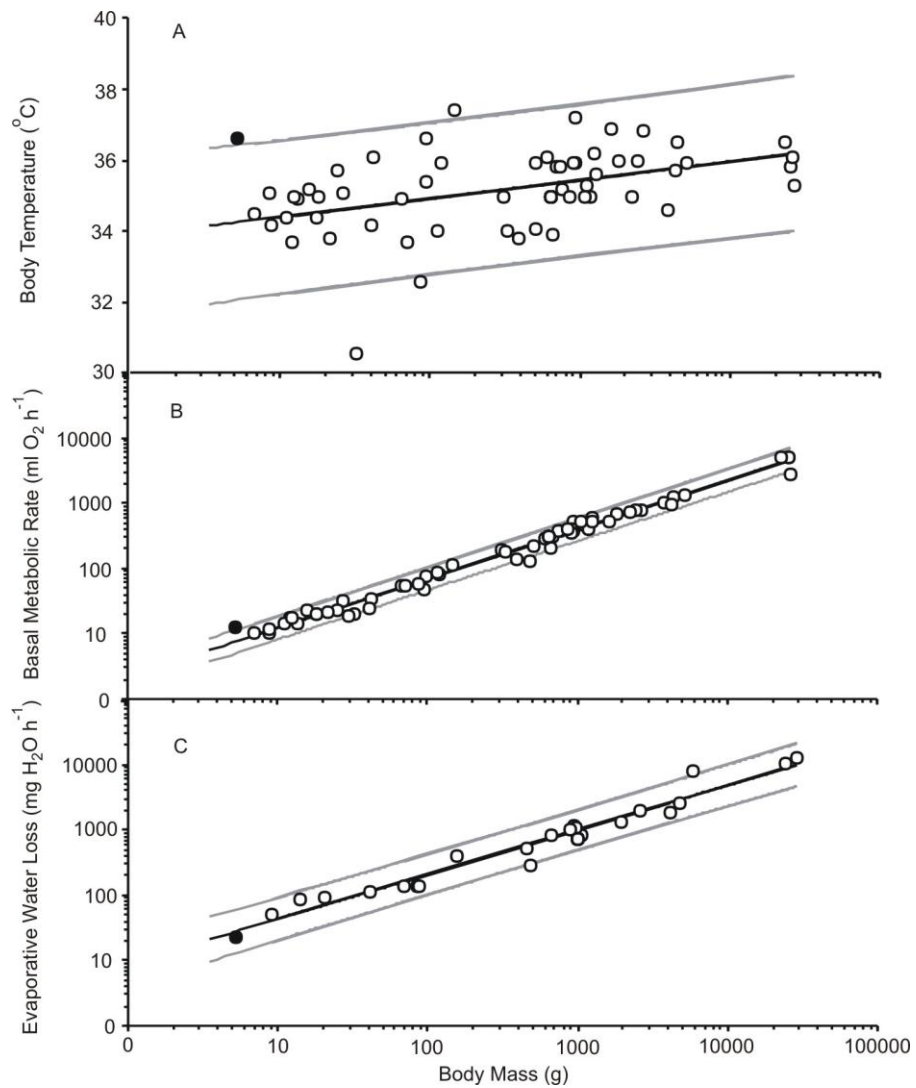 A
40
38
36
34
32
30
Body Temperature (°C)
B
10000
1000
100
10
0
Basal Metabolic Rate (ml O₂ h⁻¹)
C
10000
1000
100
10
0
Evaporative Water Loss (mg H₂O h⁻¹)
0 10 100 1000 10000 100000
Body Mass (g)